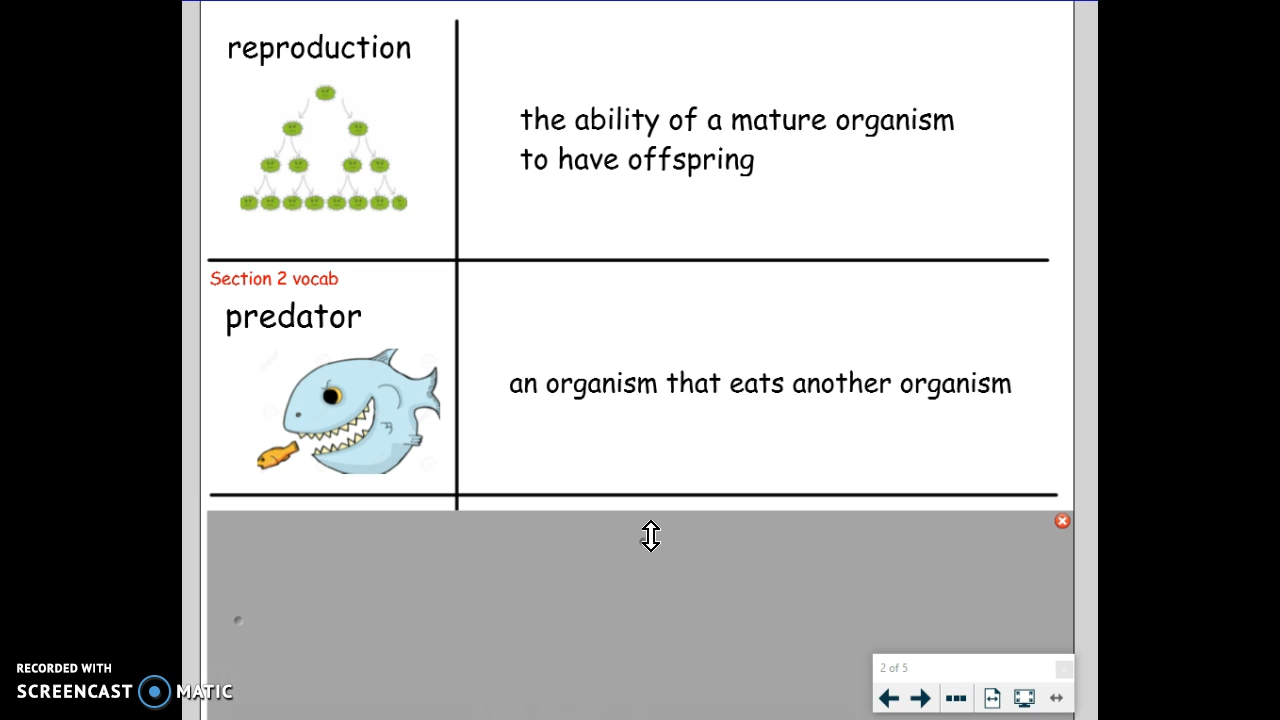 reproduction
the ability of a mature organism
to have offspring
Section 2 vocab
predator
an organism that eats another organism
2 of 5
RECORDED WITH
SCREENCAST MATIC